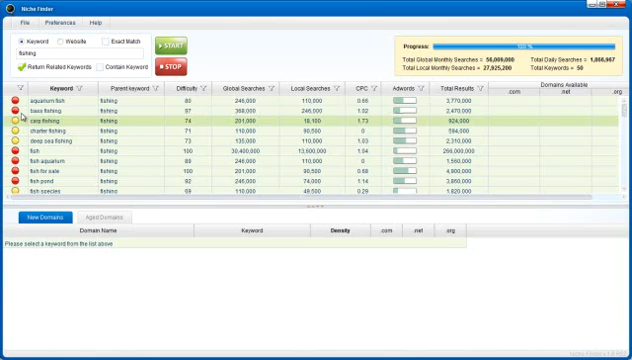 Niche Finder
File Preferences Help
Keyword Website Exact Match
fishing
Return Related Keywords Contain Keyword
START
STOP
Progress: 100 %
Total Global Monthly Searches = 56,009,000 Total Daily Searches = 1,866,967
Total Local Monthly Searches = 27,925,200 Total Keywords = 50
Keyword Parent keyword Difficulty Global Searches Local Searches CPC Adwords Total Results Domains Available
.com .net .org
aquarium fish fishing 80 246,000 110,000 0.66 3,770,000
bass fishing fishing 97 368,000 246,000 1.02 2,470,000
carp fishing fishing 74 201,000 18,100 1.73 924,000
charter fishing fishing 71 110,000 90,500 0 594,000
deep sea fishing fishing 73 135,000 110,000 1.03 2,310,000
fish fishing 100 30,400,000 13,600,000 1.04 266,000,000
fish aquarium fishing 89 246,000 110,000 0 1,560,000
fish for sale fishing 100 201,000 90,500 0.68 4,900,000
fish pond fishing 92 246,000 74,000 1.14 3,860,000
fish species fishing 69 110,000 49,500 0.29 1,920,000
New Domains Aged Domains
Domain Name Keyword Density .com .net .org
Please select a keyword from the list above